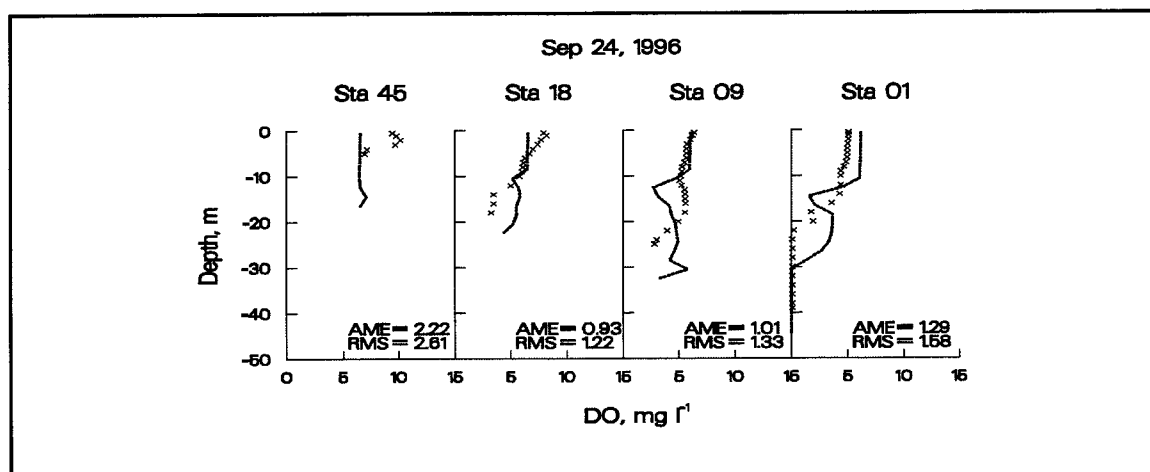 Sep 24, 1996
Sta 45 Sta 18 Sta 09 Sta 01
0
-10
-20
-30
-40
-50
Depth, m
AME= 2.22
RMS= 2.61
AME= 0.93
RMS= 1.22
AME= 1.01
RMS= 1.33
AME= 1.29
RMS= 1.58
0 5 10 15 5 10 15 5 10 15 5 10 15
DO, mg l⁻¹